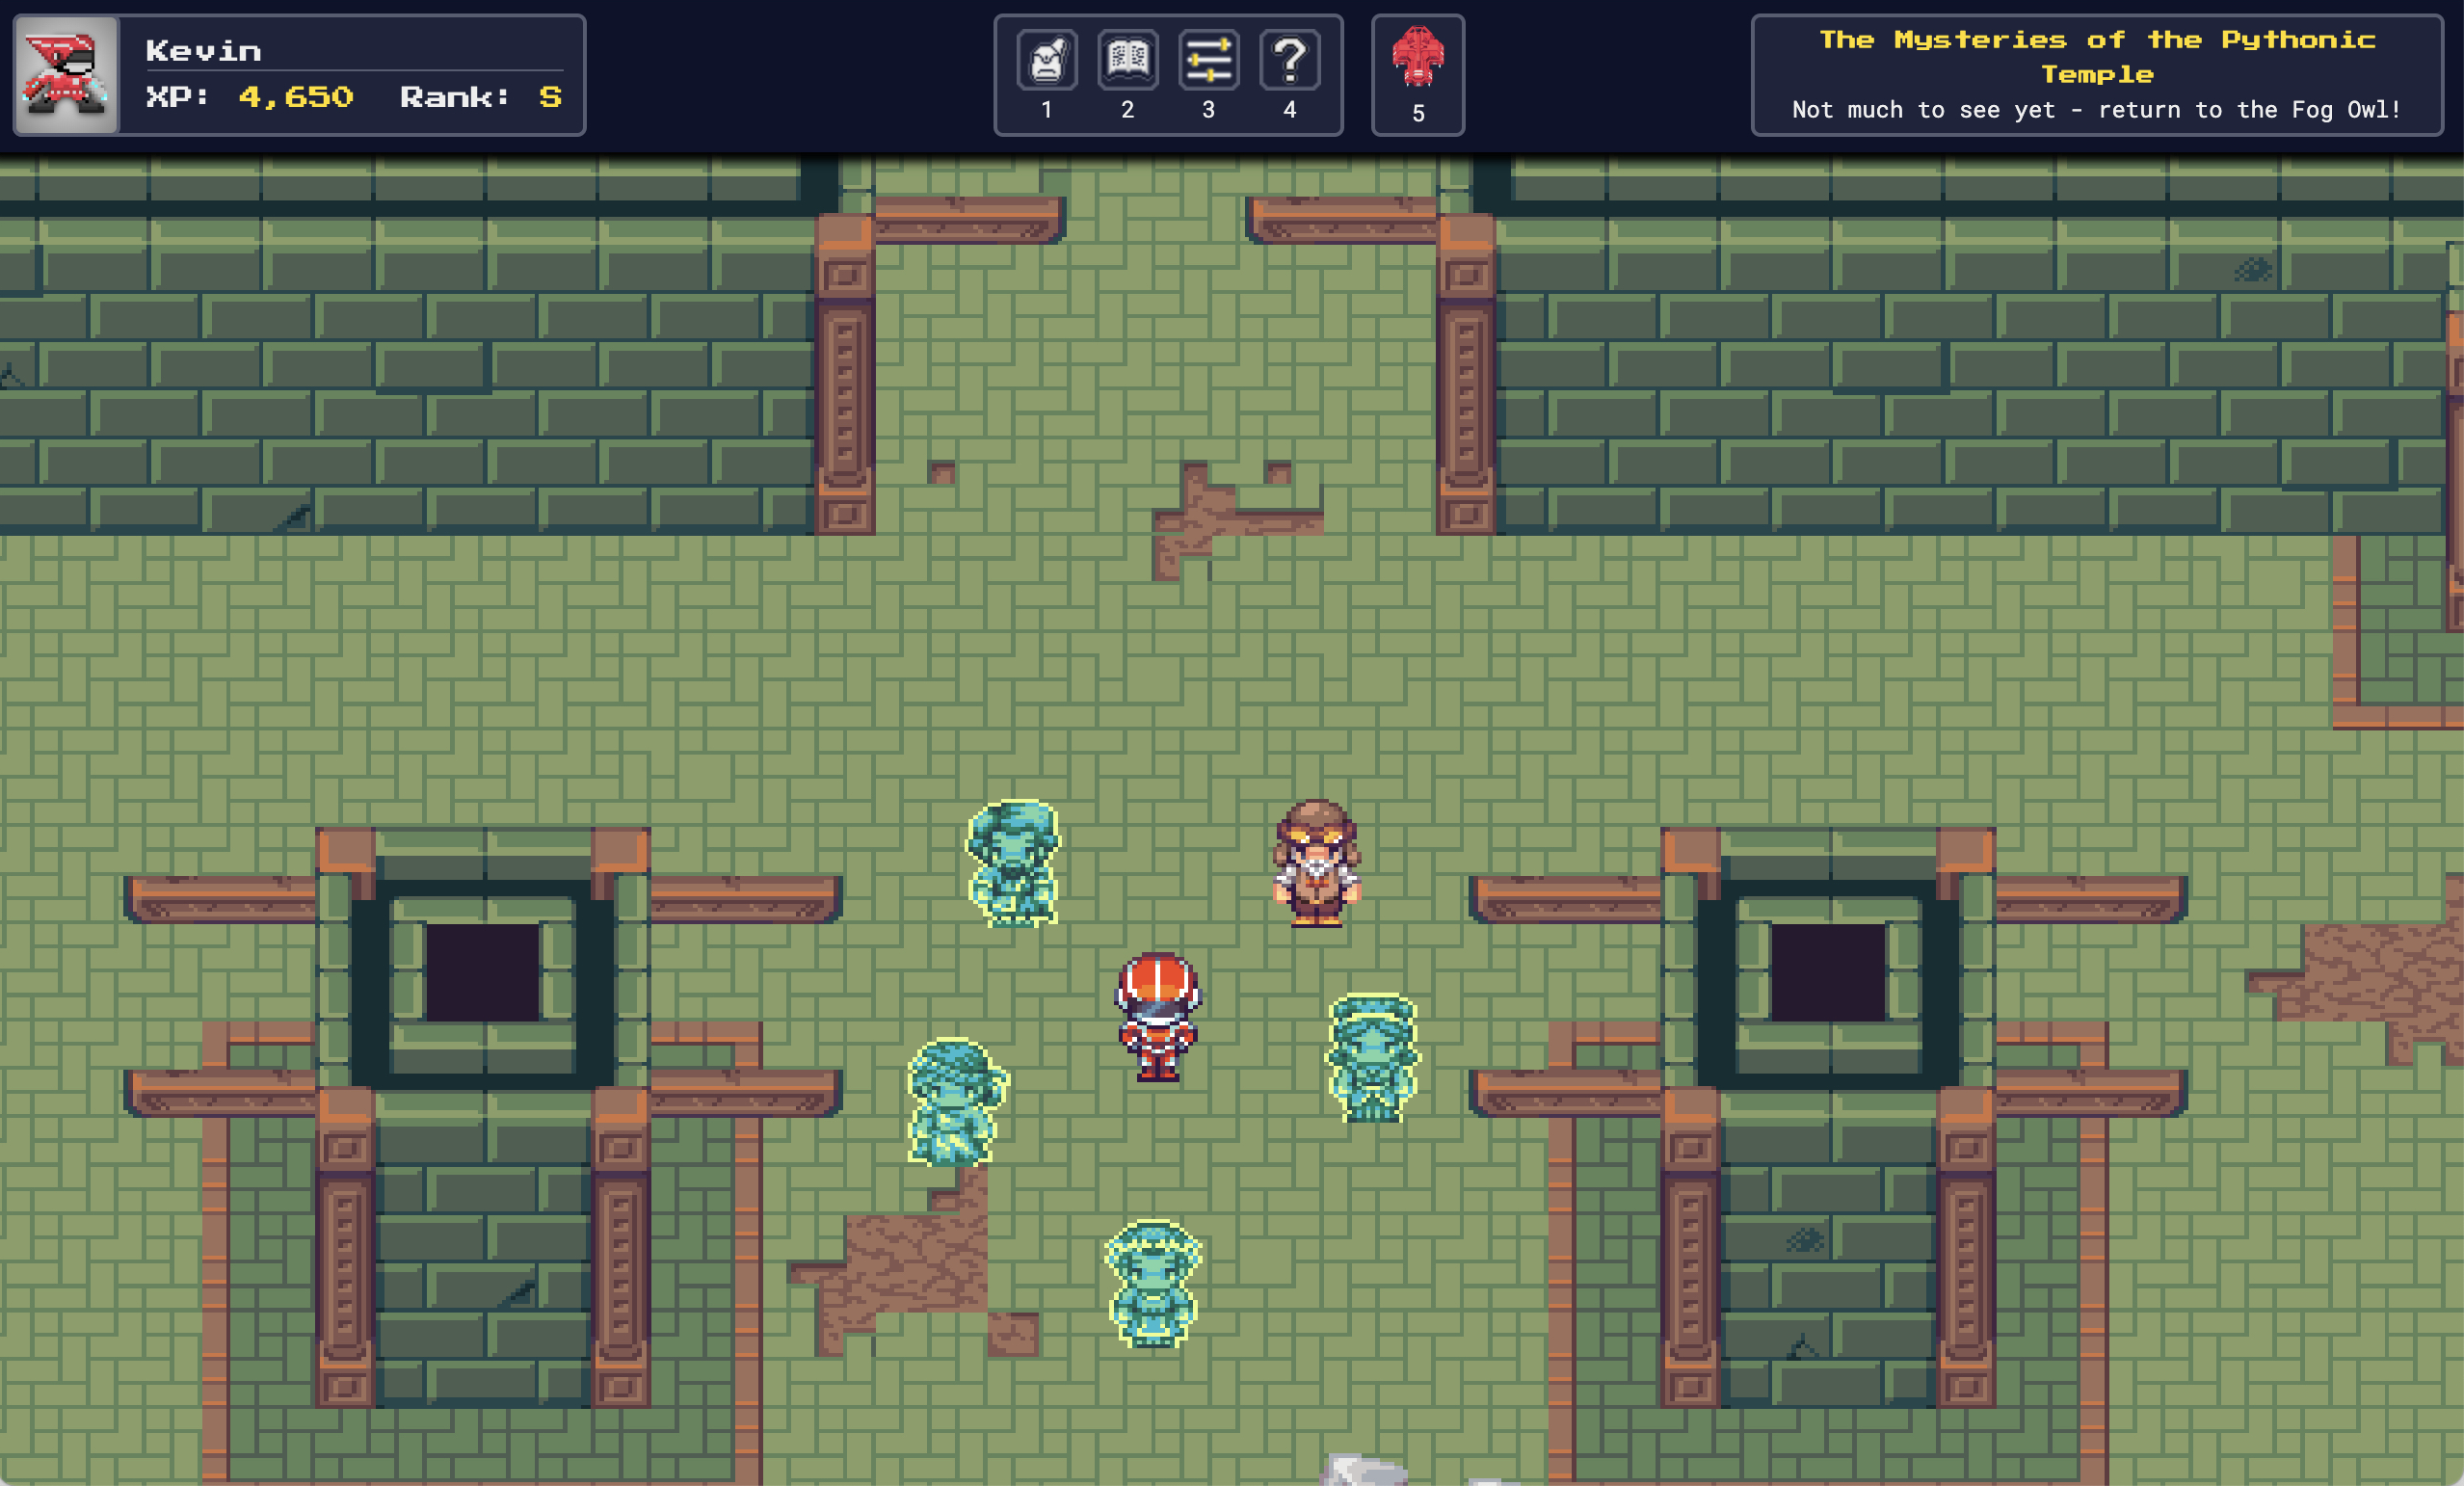 Kevin
XP: 4,650 Rank: S
1 2 3 4
5
The Mysteries of the Pythonic
Temple
Not much to see yet - return to the Fog Owl!